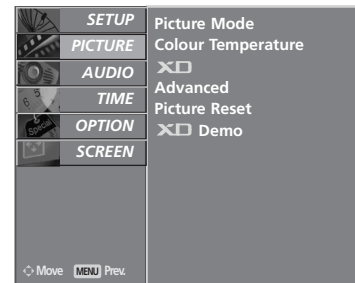 SETUP
PICTURE
AUDIO
TIME
OPTION
SCREEN
Move MENU Prev.
Picture Mode
Colour Temperature
XD
Advanced
Picture Reset
XD Demo